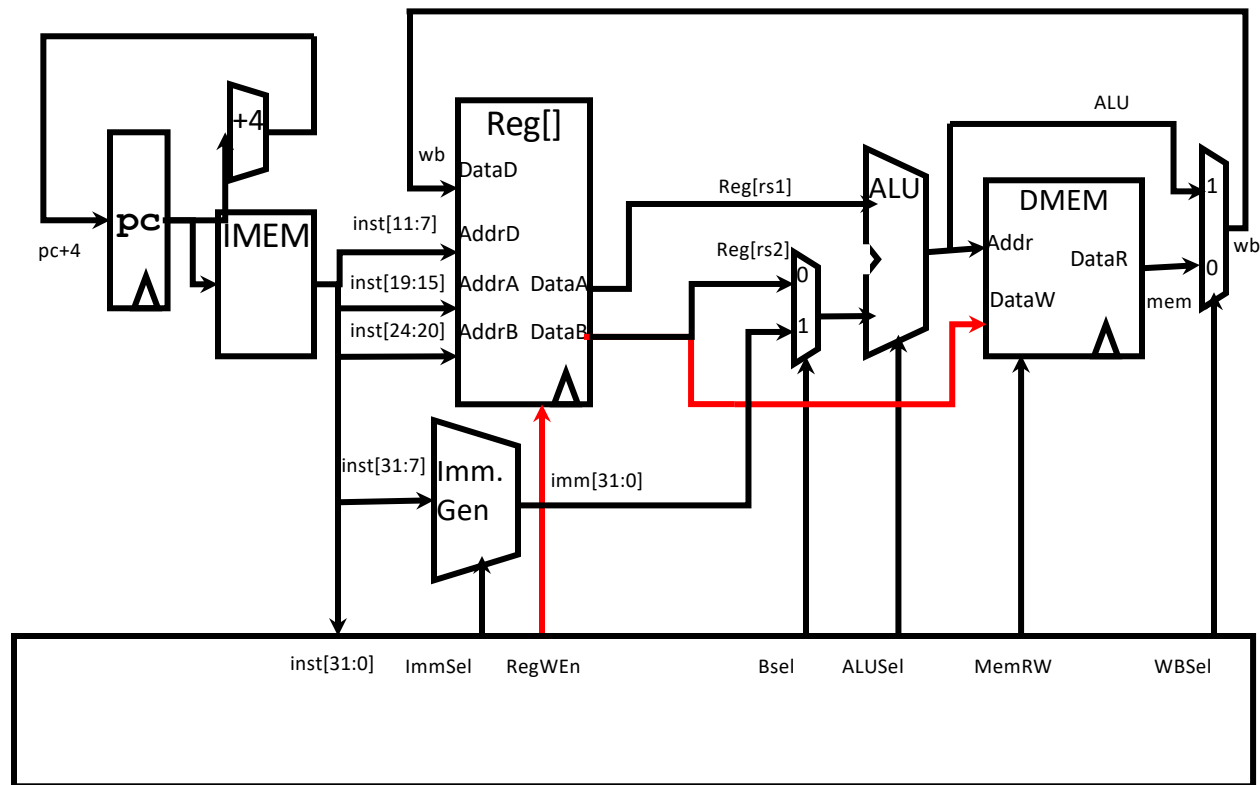 ALU
+4
Reg[]
wb
DataD
pc
IMEM
pc+4
inst[11:7]
AddrD
inst[19:15]
AddrA
DataA
inst[24:20]
AddrB
DataB
Reg[rs1]
Reg[rs2]
0
1
ALU
DMEM
Addr
DataR
DataW
mem
1
0
wb
inst[31:7]
Imm.
Gen
imm[31:0]
inst[31:0]
ImmSel
RegWEn
Bsel
ALUSel
MemRW
WBSel